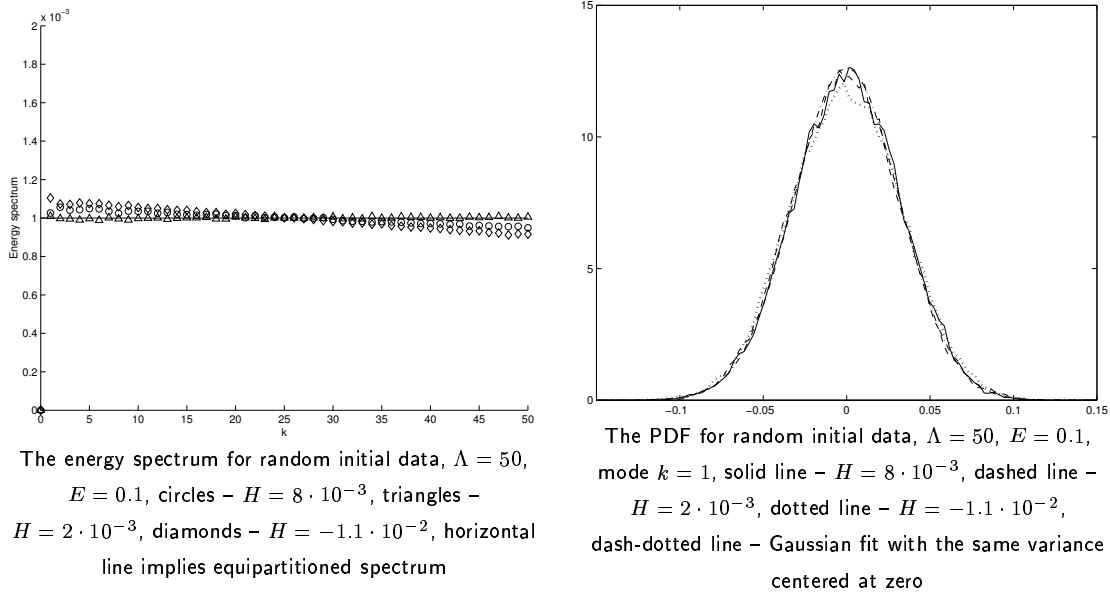 x 10⁻³
2
1.8
1.6
1.4
1.2
1
0.8
0.6
0.4
0.2
0
Energy spectrum
0 5 10 15 20 25 30 35 40 45 50
k
The energy spectrum for random initial data, Λ = 50,
E = 0.1, circles – H = 8 · 10⁻³, triangles –
H = 2 · 10⁻³, diamonds – H = −1.1 · 10⁻², horizontal
line implies equipartitioned spectrum
15
10
5
0
−0.1 −0.05 0 0.05 0.1 0.15
The PDF for random initial data, Λ = 50, E = 0.1,
mode k = 1, solid line – H = 8 · 10⁻³, dashed line –
H = 2 · 10⁻³, dotted line – H = −1.1 · 10⁻²,
dash-dotted line – Gaussian fit with the same variance
centered at zero